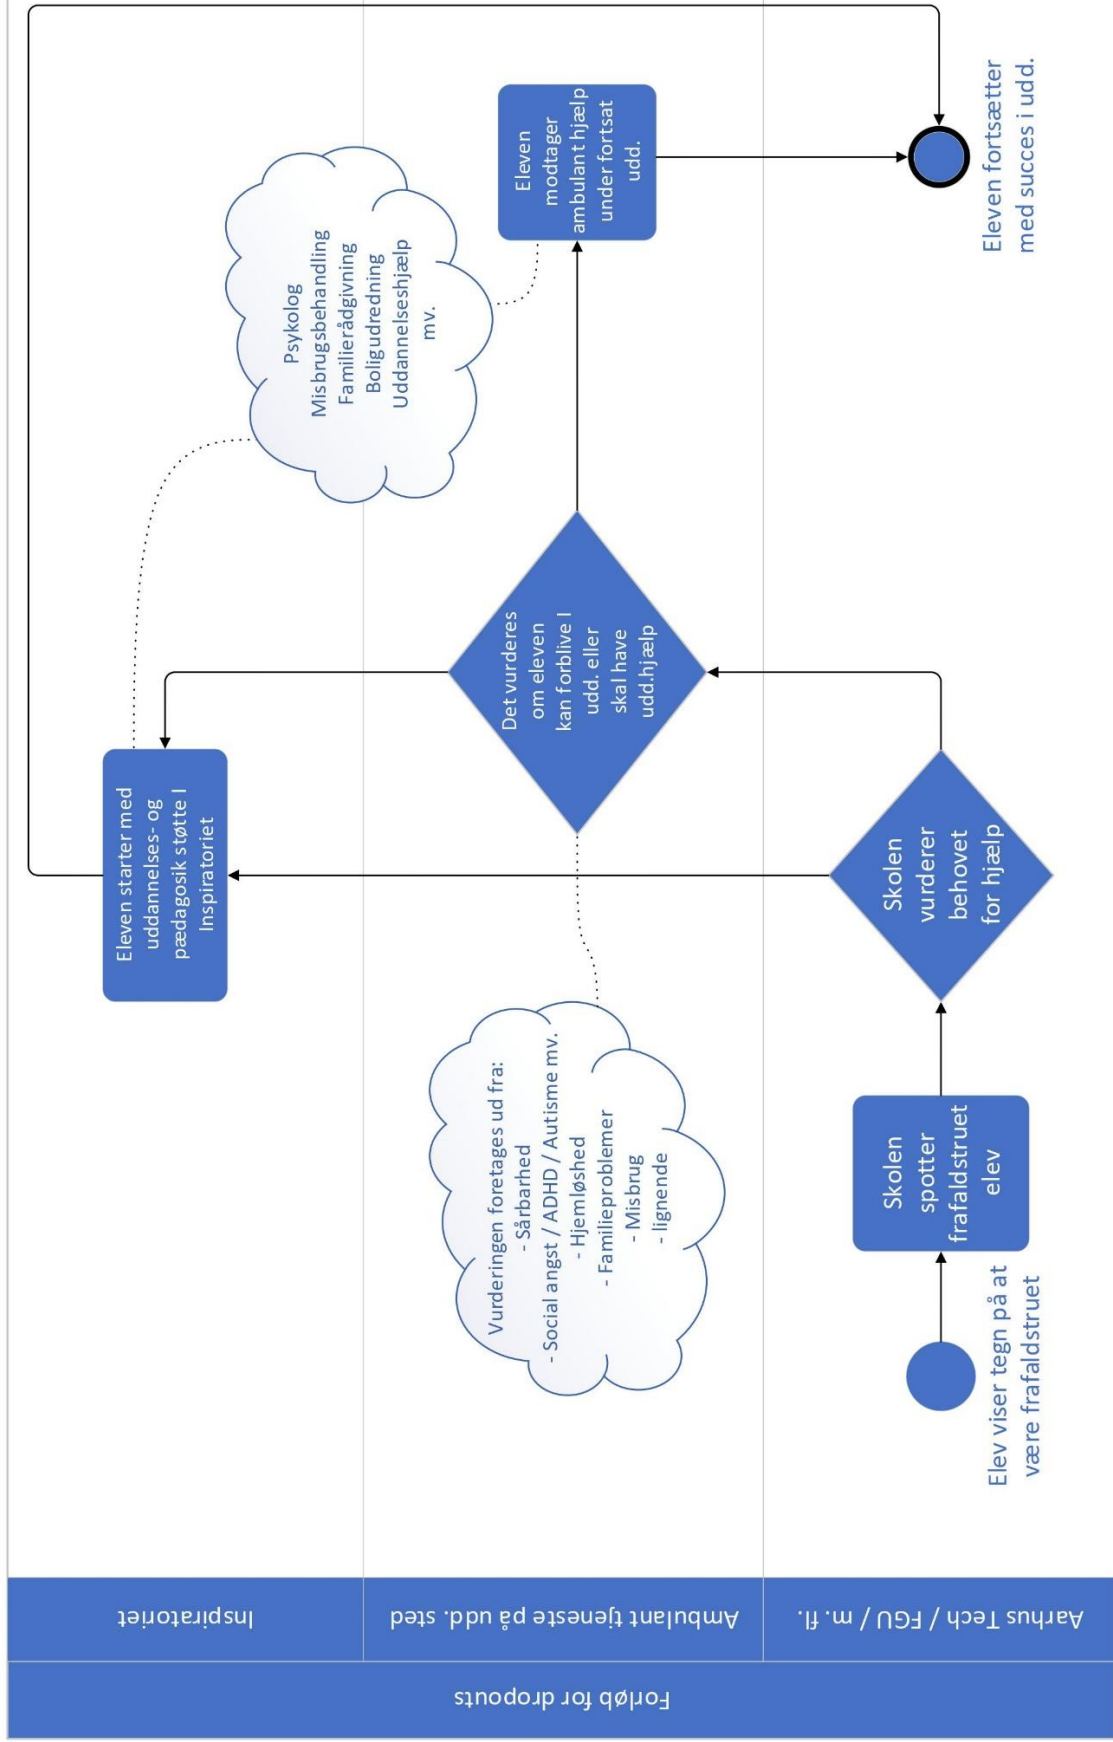 Forløb for dropouts
Inspiratoriet
Ambulant tjeneste på udd. sted
Aarhus Tech / FGU / m. fl.
Eleven starter med
uddannelses- og
pædagosik støtte I
Inspiratoriet
Psykolog
Misbrugsbehandling
Familierådgivning
Boligudredning
Uddannelseshjælp
mv.
Vurderingen foretages ud fra:
- Sårbarhed
- Social angst / ADHD / Autisme mv.
- Hjemløshed
- Familieproblemer
- Misbrug
- lignende
Det vurderes
om eleven
kan forblive I
udd. eller
skal have
udd.hjælp
Eleven
modtager
ambulant hjælp
under fortsat
udd.
Elev viser tegn på at
være frafaldstruet
Skolen
spotter
frafaldstruet
elev
Skolen
vurderer
behovet
for hjælp
Eleven fortsætter
med succes i udd.